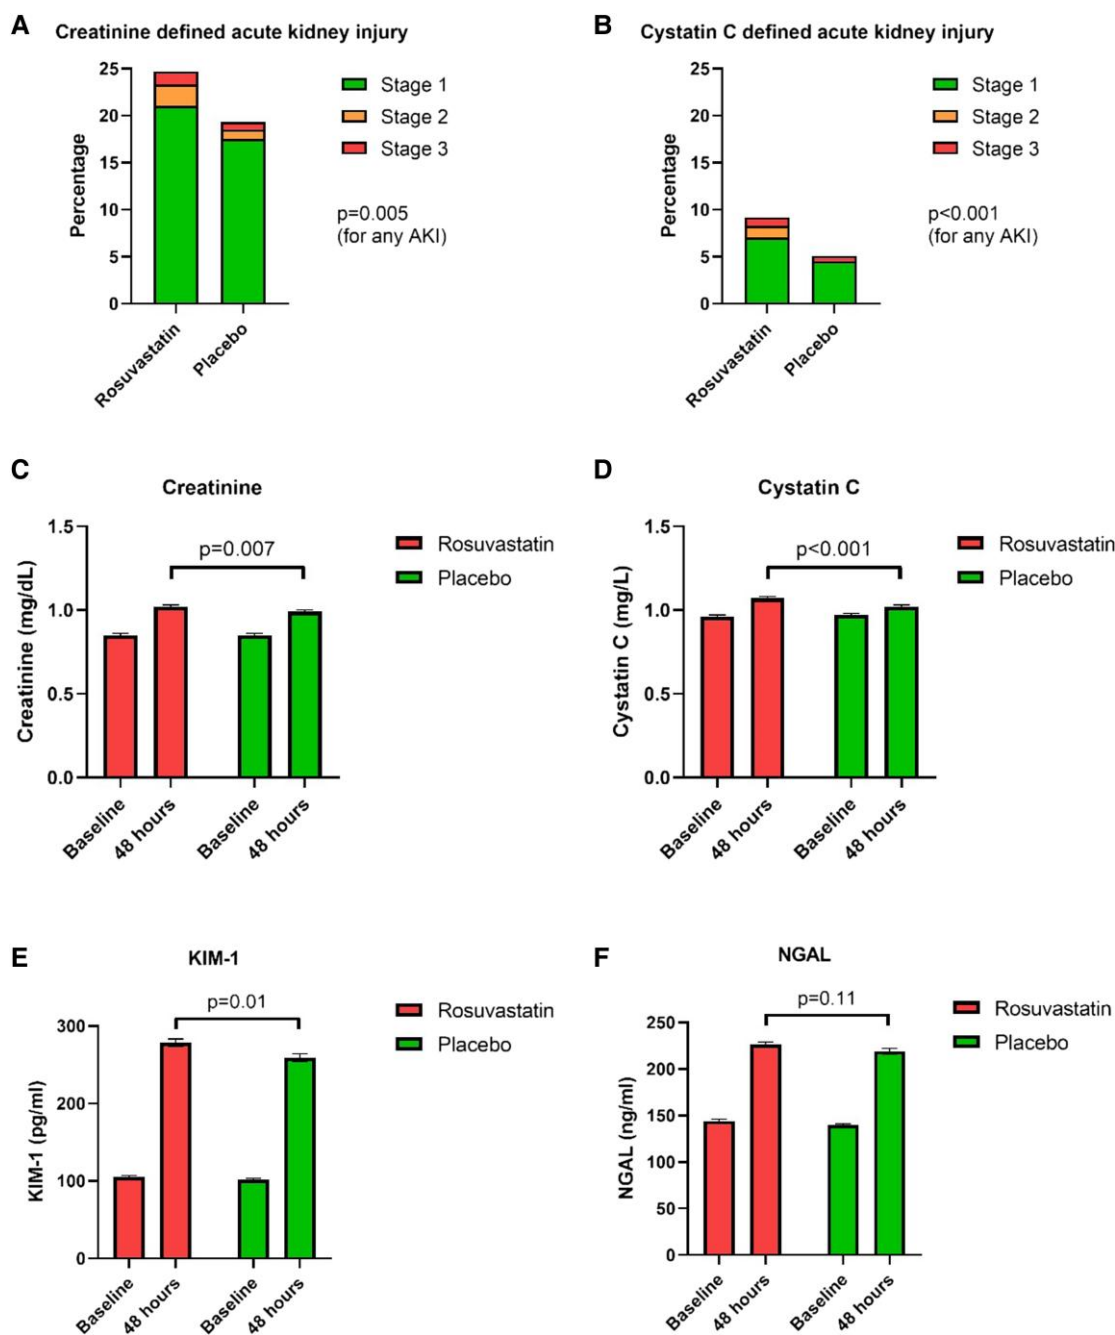 A
Creatinine defined acute kidney injury
Percentage
25
20
15
10
5
0
Rosuvastatin
Placebo
Stage 1
Stage 2
Stage 3
p=0.005
(for any AKI)
B
Cystatin C defined acute kidney injury
Percentage
25
20
15
10
5
0
Rosuvastatin
Placebo
Stage 1
Stage 2
Stage 3
p<0.001
(for any AKI)
C
Creatinine
Creatinine (mg/dL)
1.5
1.0
0.5
0.0
p=0.007
Baseline
48 hours
Baseline
48 hours
Rosuvastatin
Placebo
D
Cystatin C
Cystatin C (mg/L)
1.5
1.0
0.5
0.0
p<0.001
Baseline
48 hours
Baseline
48 hours
Rosuvastatin
Placebo
E
KIM-1
KIM-1 (pg/ml)
300
200
100
0
p=0.01
Baseline
48 hours
Baseline
48 hours
Rosuvastatin
Placebo
F
NGAL
NGAL (ng/ml)
250
200
150
100
50
0
p=0.11
Baseline
48 hours
Baseline
48 hours
Rosuvastatin
Placebo